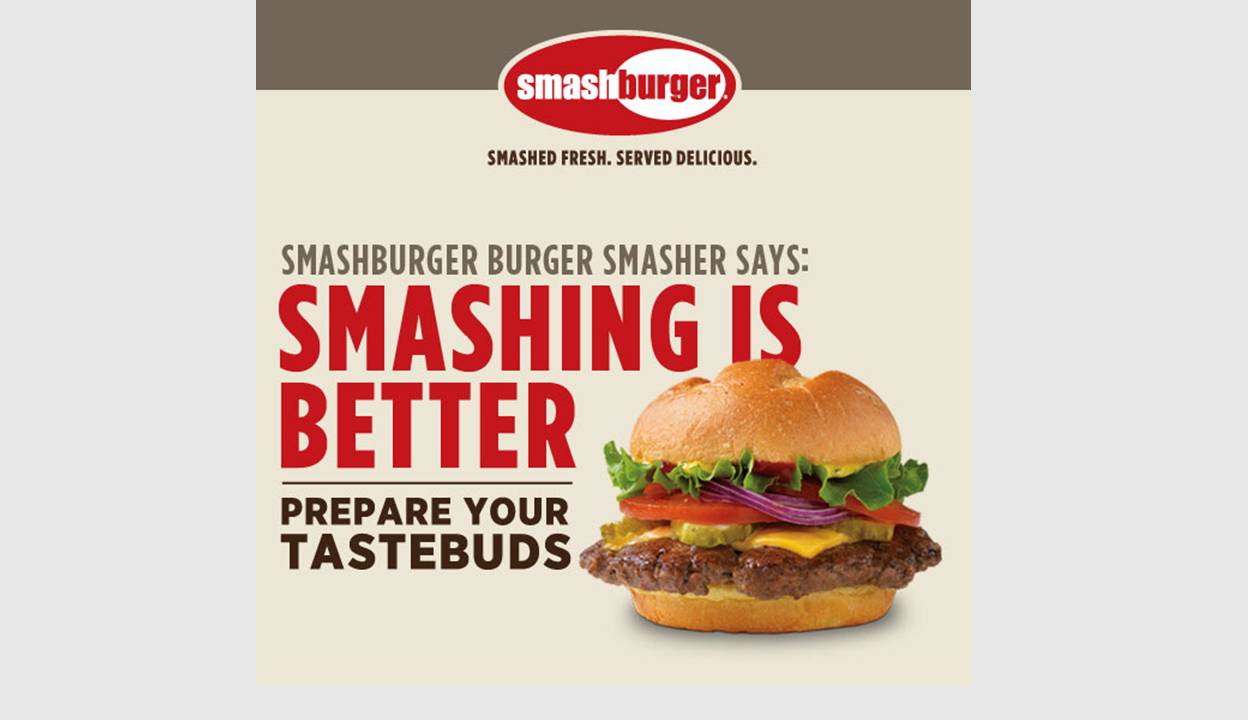 smashburger.
SMASHED FRESH. SERVED DELICIOUS.
SMASHBURGER BURGER SMASHER SAYS:
SMASHING IS
BETTER
PREPARE YOUR
TASTEBUDS